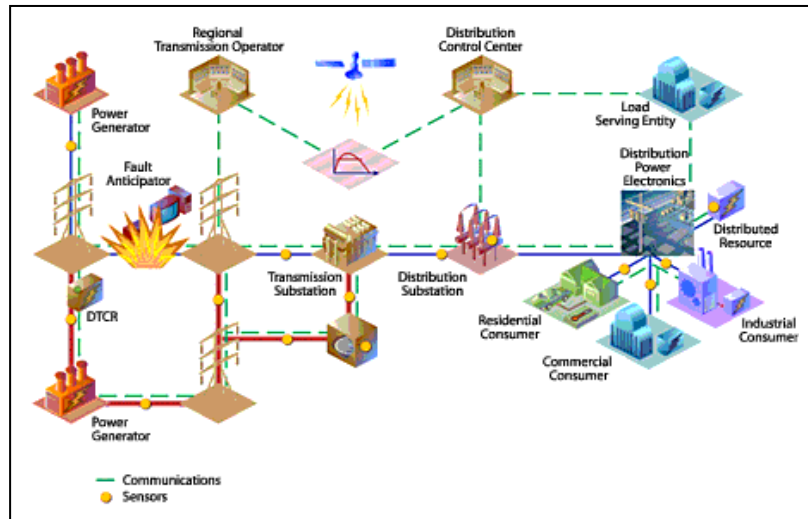 Regional
Transmission Operator
Distribution
Control Center
Power
Generator
Load
Serving Entity
Fault
Anticipator
Distribution
Power
Electronics
Distributed
Resource
Transmission
Substation
Distribution
Substation
DTCR
Residential
Consumer
Industrial
Consumer
Commercial
Consumer
Power
Generator
Communications
Sensors